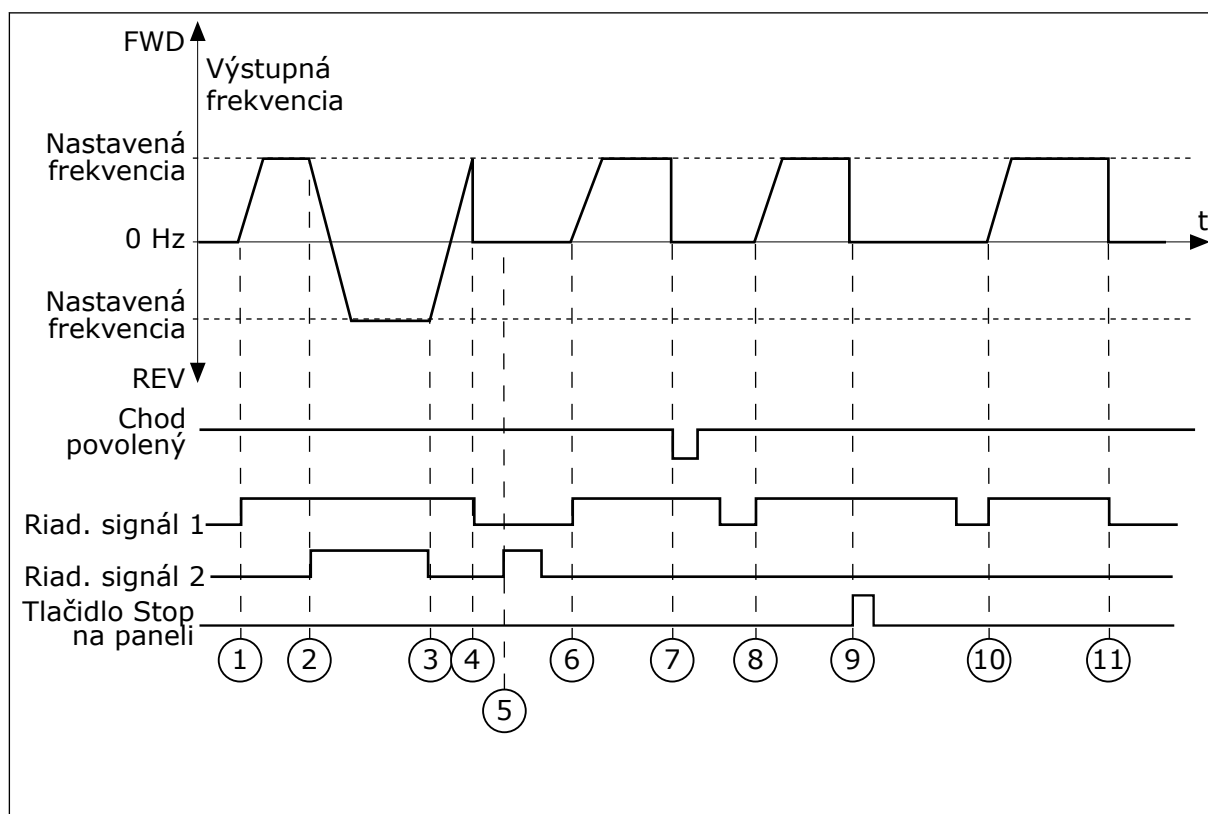 FWD
Výstupná
frekvencia
Nastavená
frekvencia
0 Hz
t
Nastavená
frekvencia
REV
Chod
povolený
Riad. signál 1
Riad. signál 2
Tlačidlo Stop
na paneli
1
2
3
4
6
7
8
9
10
11
5